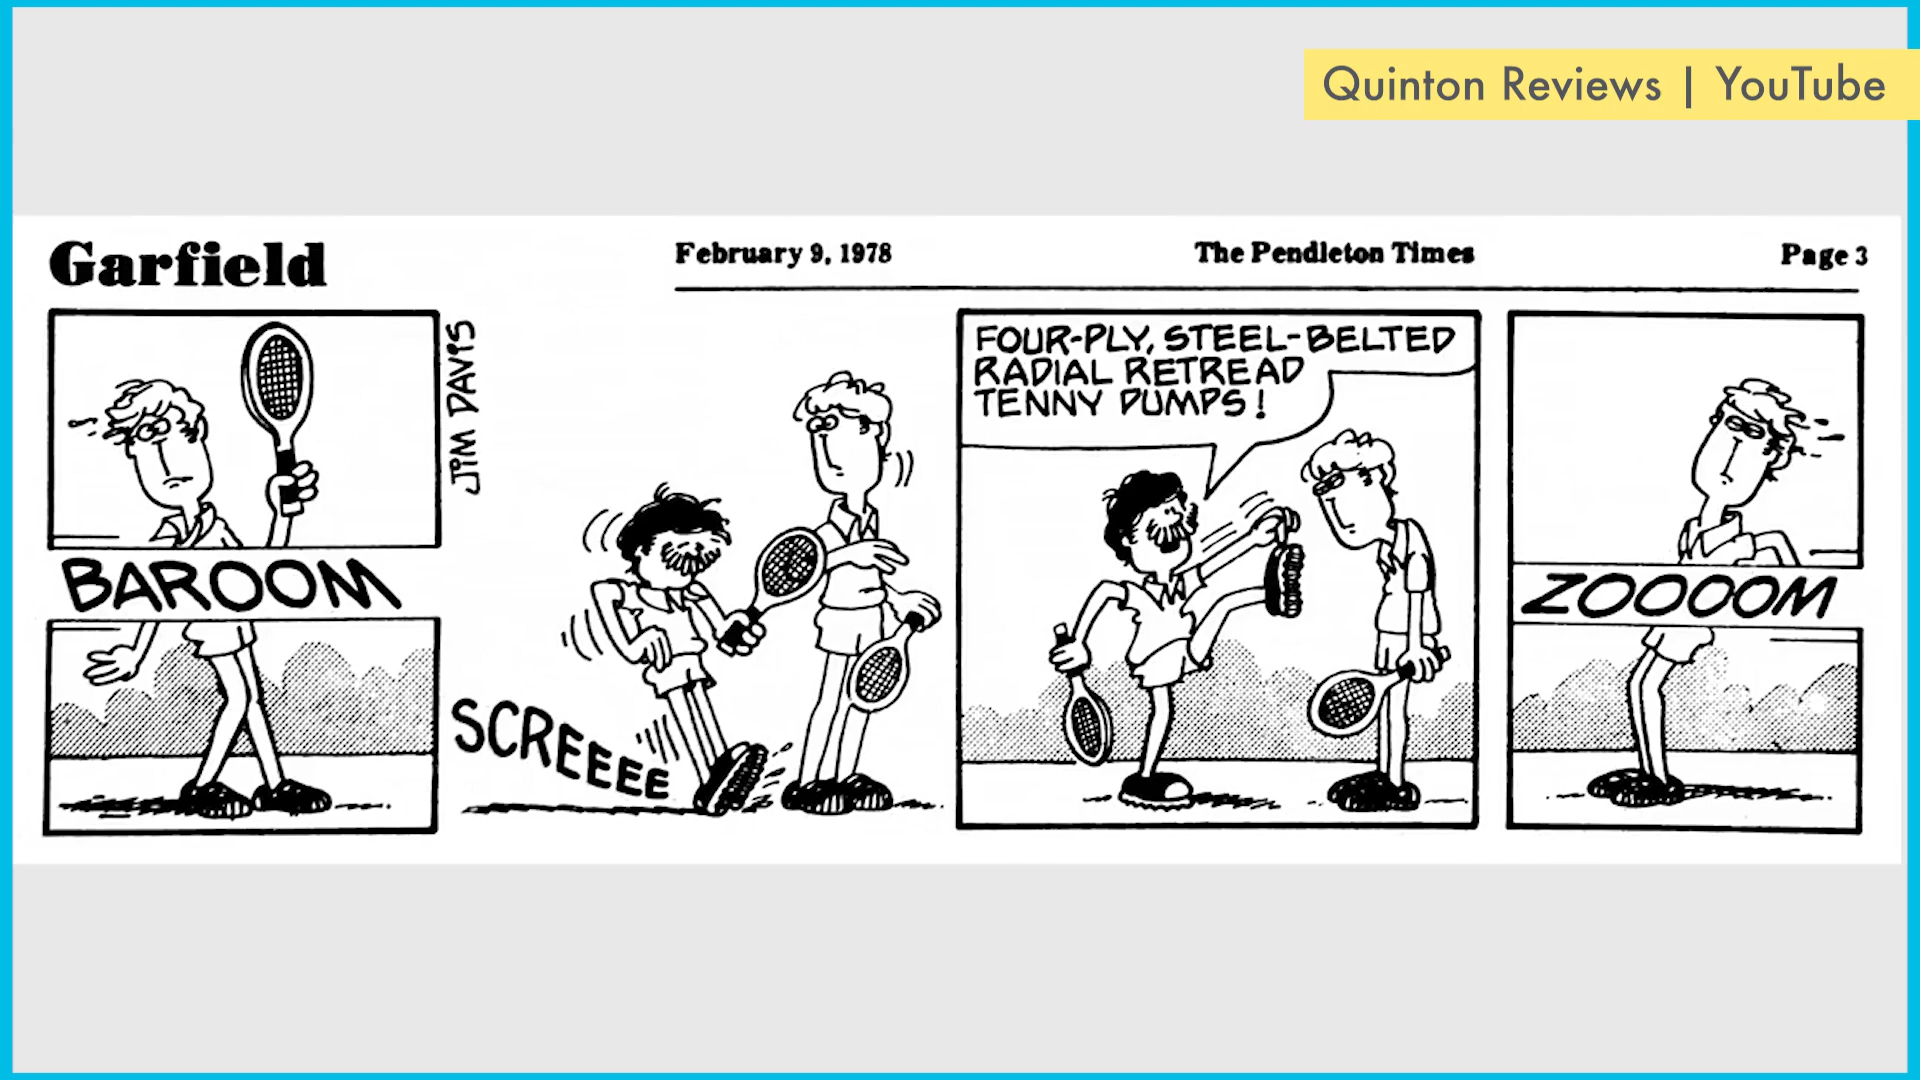 Quinton Reviews | YouTube
Garfield
February 9, 1978
The Pendleton Times
Page 3
BAROOM
JIM DAVIS
SCREEEE
FOUR-PLY, STEEL-BELTED
RADIAL RETREAD
TENNY PUMPS!
ZOOOOM